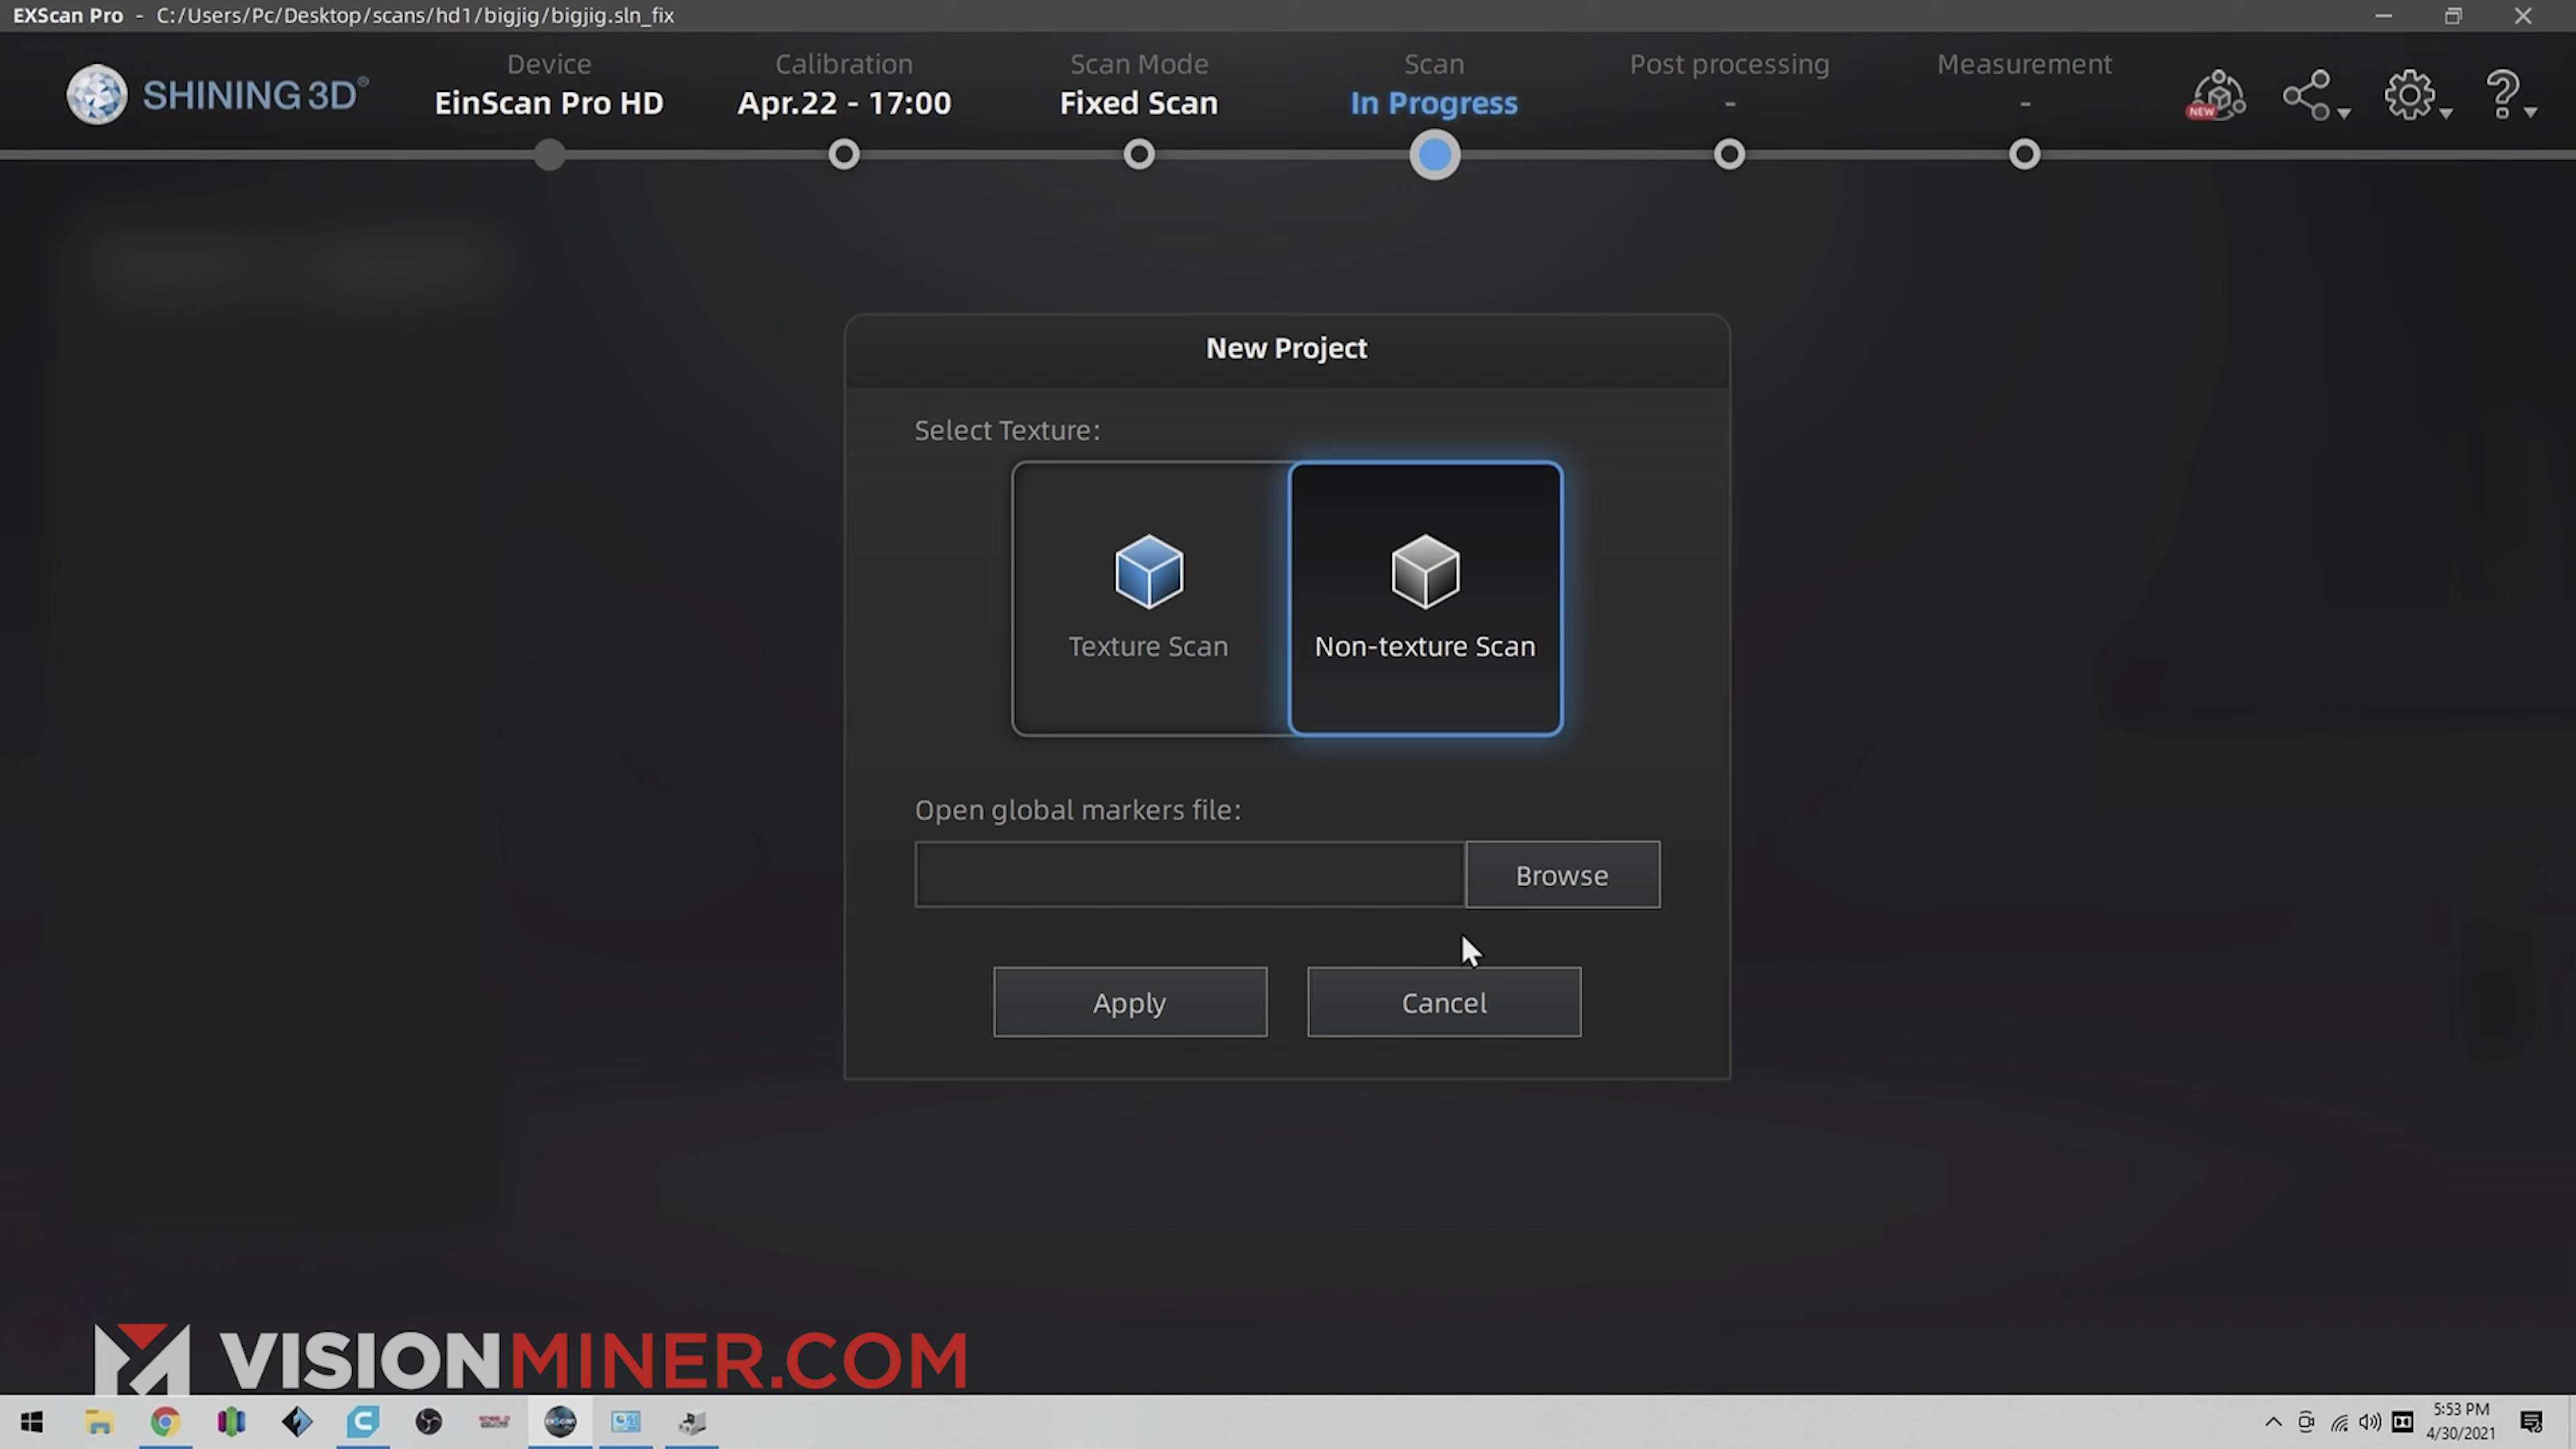 EXScan Pro - C:/Users/Pc/Desktop/scans/hd1/bigjig/bigjig.sln_fix
SHINING 3D®
Device
EinScan Pro HD
Calibration
Apr.22 - 17:00
Scan Mode
Fixed Scan
Scan
In Progress
Post processing
-
Measurement
-
NEW
New Project
Select Texture:
Texture Scan
Non-texture Scan
Open global markers file:
Browse
Apply
Cancel
VISIONMINER.COM
5:53 PM
4/30/2021